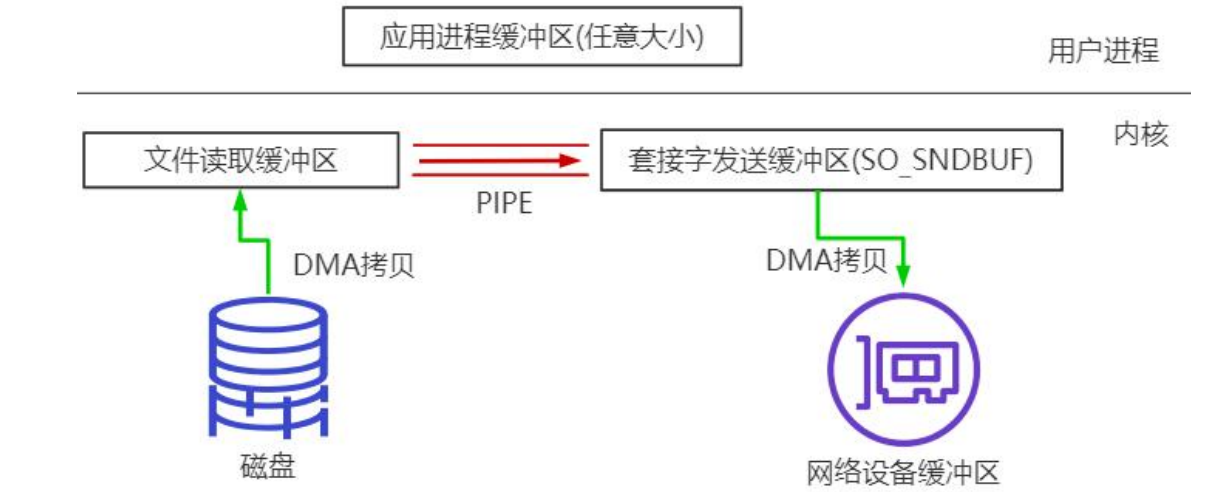 应用进程缓冲区(任意大小)
用户进程
内核
文件读取缓冲区
套接字发送缓冲区(SO_SNDBUF)
PIPE
DMA拷贝
DMA拷贝
磁盘
网络设备缓冲区